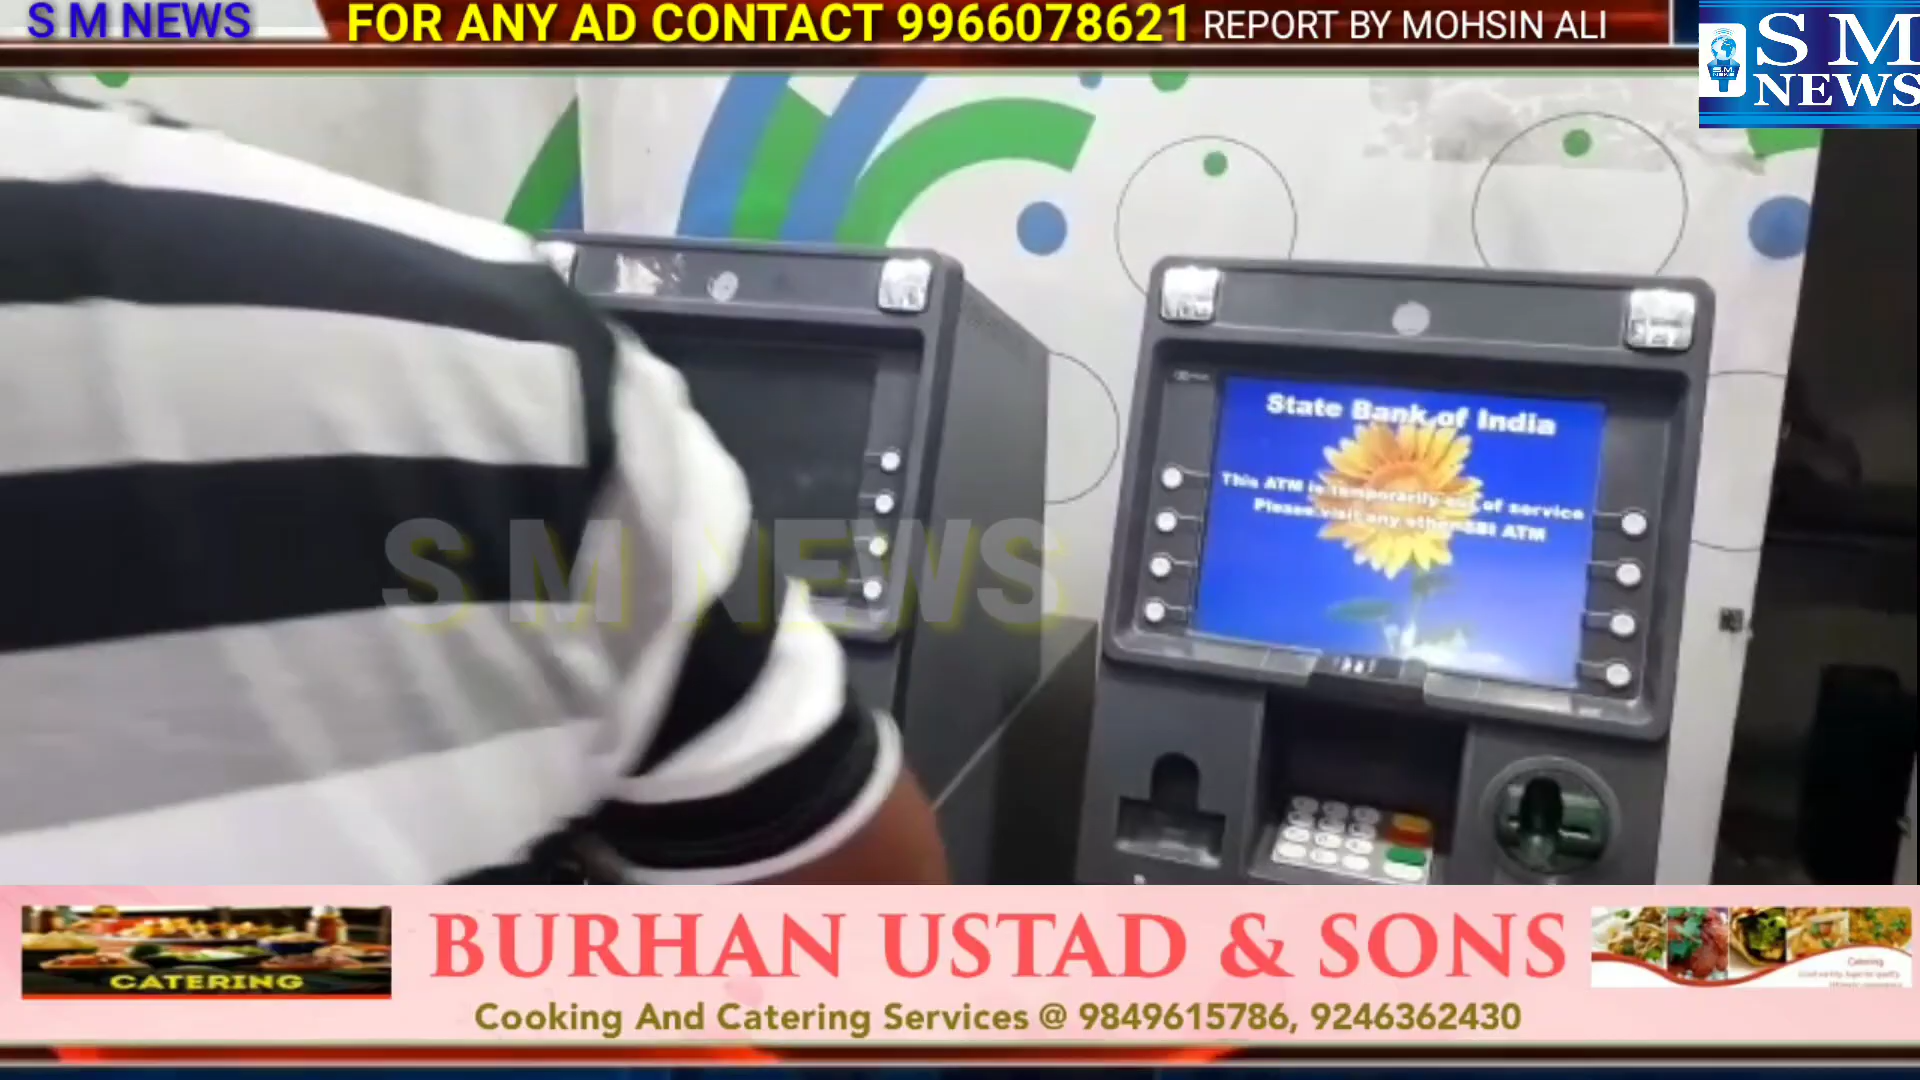 S M NEWS
FOR ANY AD CONTACT 9966078621
REPORT BY MOHSIN ALI
S M
NEWS
State Bank of India
This ATM is temporarily out of service
Please visit any other SBI ATM
S M NEWS
CATERING
BURHAN USTAD & SONS
Cooking And Catering Services @ 9849615786, 9246362430
Catering